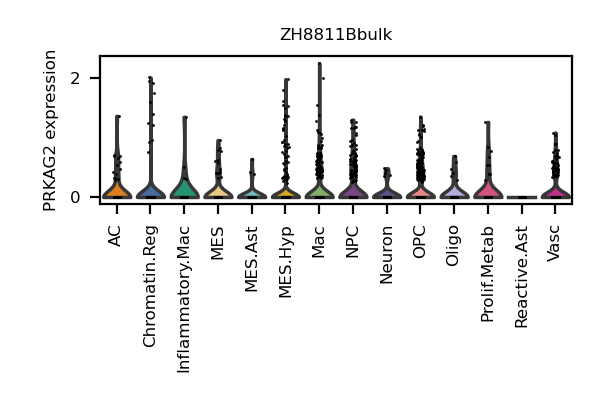 ZH8811Bbulk
PRKAG2 expression
2
0
AC
Chromatin.Reg
Inflammatory.Mac
MES
MES.Ast
MES.Hyp
Mac
NPC
Neuron
OPC
Oligo
Prolif.Metab
Reactive.Ast
Vasc